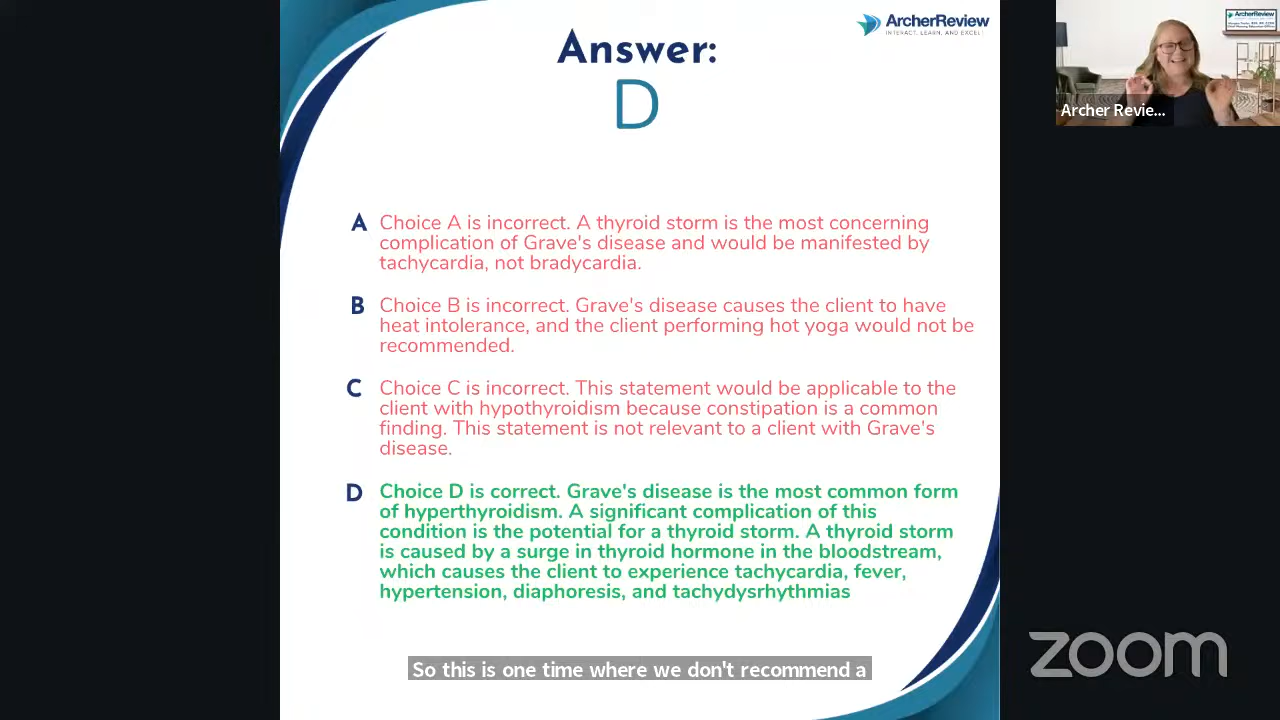 ArcherReview
INTERACT, LEARN, AND EXCEL!
Answer:
D
A Choice A is incorrect. A thyroid storm is the most concerning
complication of Grave's disease and would be manifested by
tachycardia, not bradycardia.
B Choice B is incorrect. Grave's disease causes the client to have
heat intolerance, and the client performing hot yoga would not be
recommended.
C Choice C is incorrect. This statement would be applicable to the
client with hypothyroidism because constipation is a common
finding. This statement is not relevant to a client with Grave's
disease.
D Choice D is correct. Grave's disease is the most common form
of hyperthyroidism. A significant complication of this
condition is the potential for a thyroid storm. A thyroid storm
is caused by a surge in thyroid hormone in the bloodstream,
which causes the client to experience tachycardia, fever,
hypertension, diaphoresis, and tachydysrhythmias
So this is one time where we don't recommend a
ArcherReview
Archer Revie...
zoom